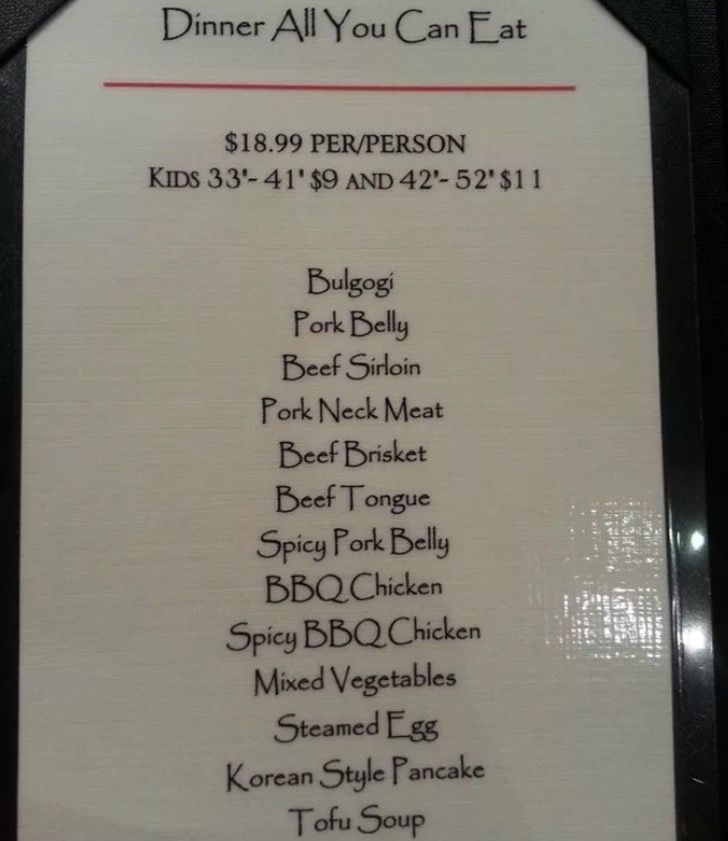 Dinner All You Can Eat
$18.99 PER/PERSON
KIDS 33'- 41' $9 AND 42'- 52' $11
Bulgogi
Pork Belly
Beef Sirloin
Pork Neck Meat
Beef Brisket
Beef Tongue
Spicy Pork Belly
BBQ Chicken
Spicy BBQ Chicken
Mixed Vegetables
Steamed Egg
Korean Style Pancake
Tofu Soup